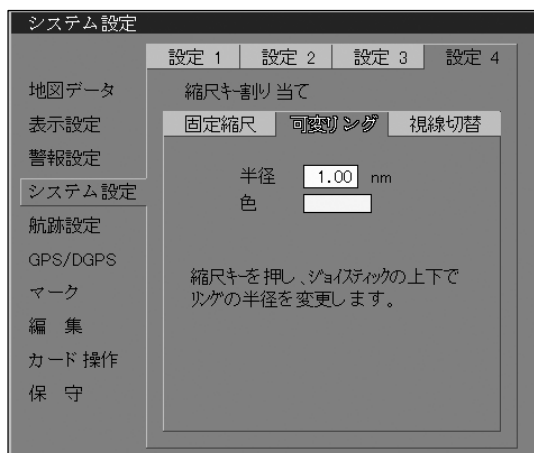 システム設定
設定 1 設定 2 設定 3 設定 4
地図データ
表示設定
警報設定
システム設定
航跡設定
GPS/DGPS
マーク
編 集
カード操作
保 守
縮尺キー割り当て
固定縮尺 可変リング 視線切替
半径 1.00 nm
色
縮尺キーを押し、ジョイスティックの上下で
リングの半径を変更します。